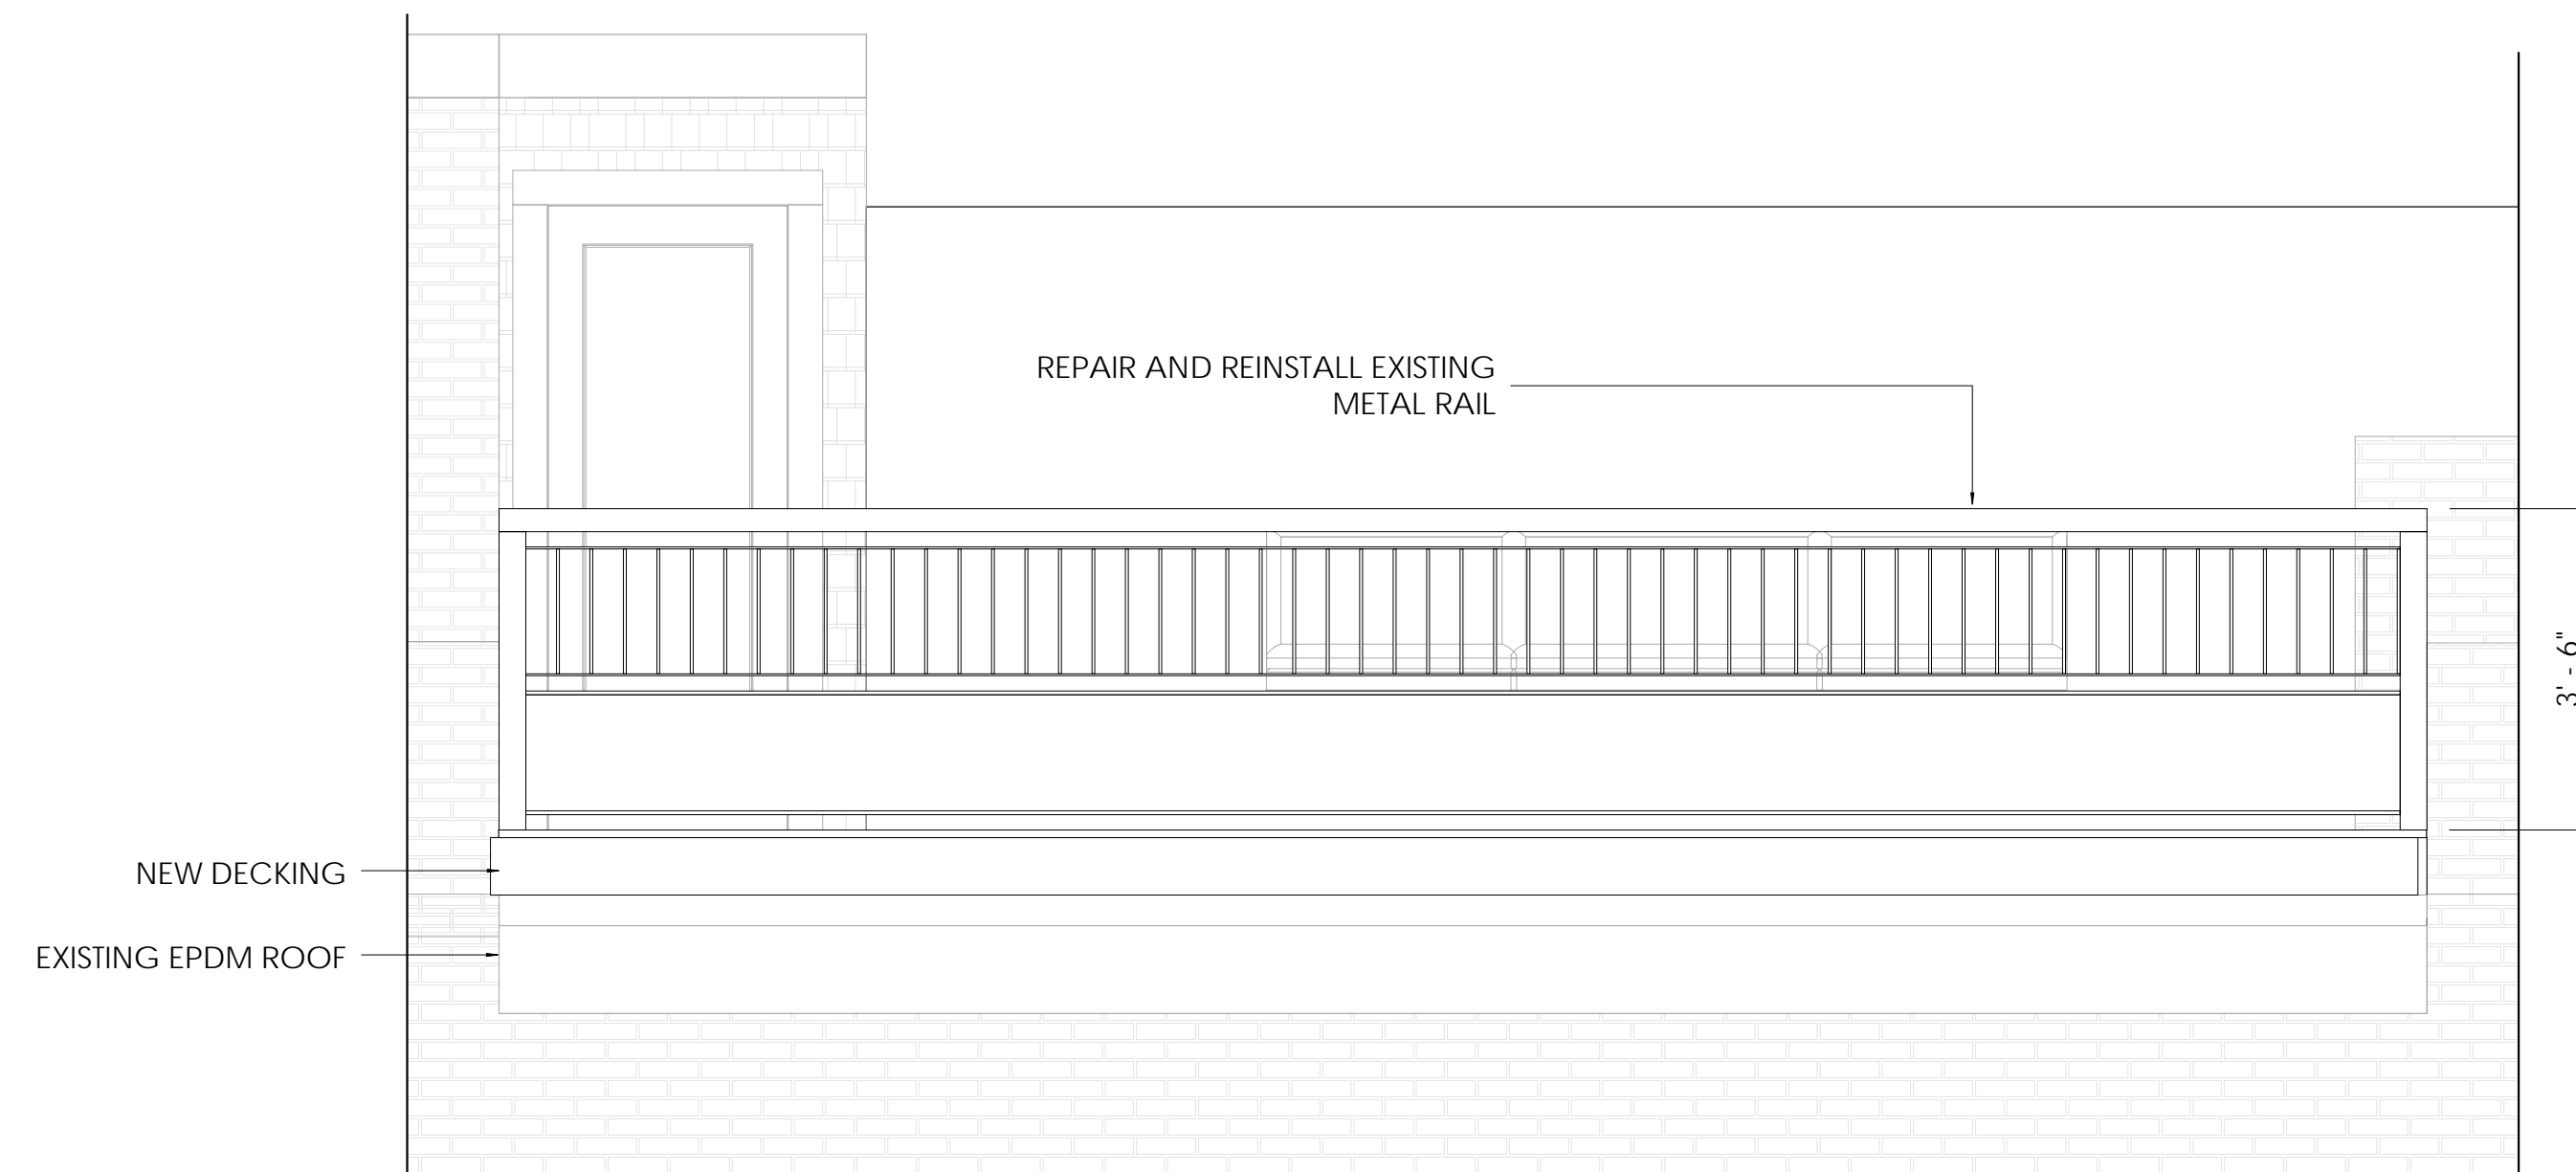 REPAIR AND REINSTALL EXISTING
METAL RAIL
3' - 6"
NEW DECKING
EXISTING EPDM ROOF